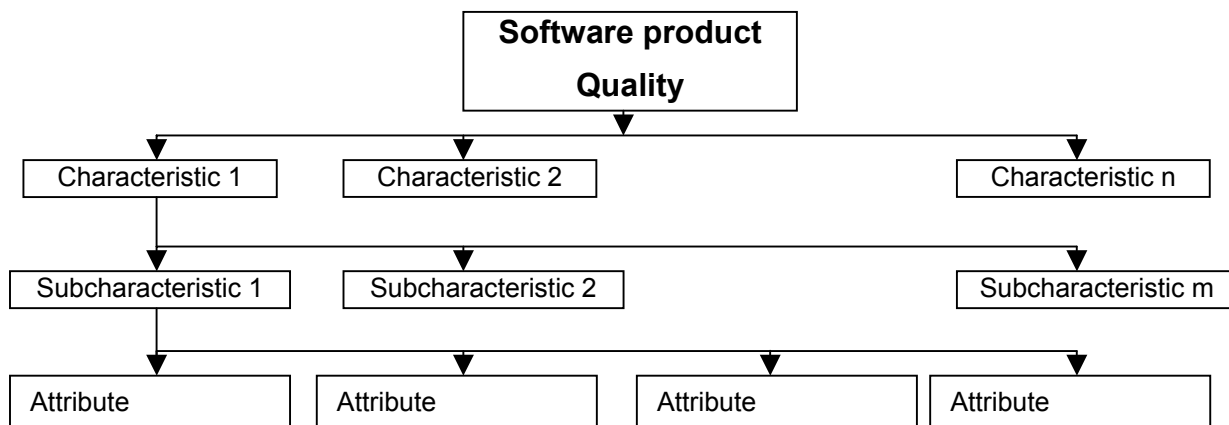 Software product
Quality
Characteristic 1
Characteristic 2
Characteristic n
Subcharacteristic 1
Subcharacteristic 2
Subcharacteristic m
Attribute
Attribute
Attribute
Attribute